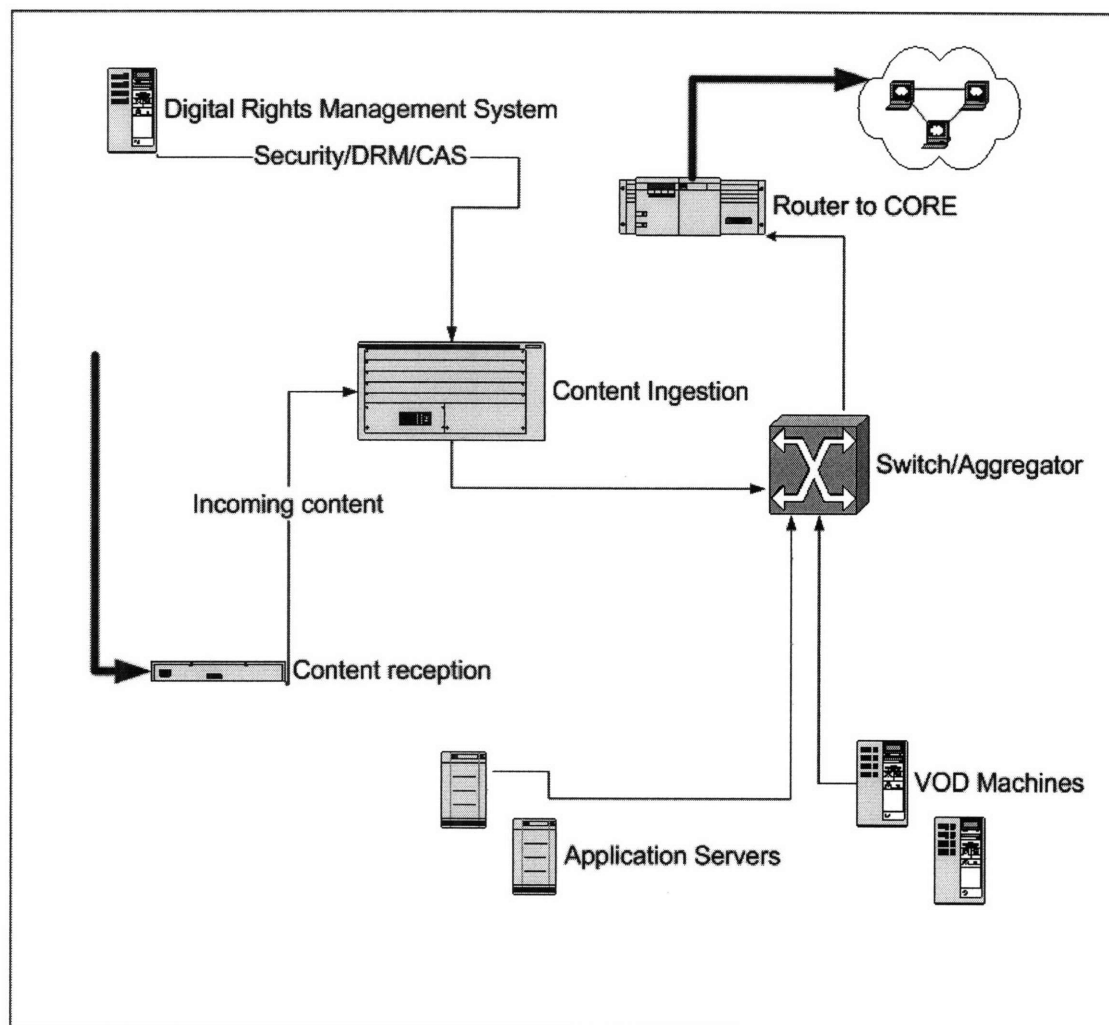 Digital Rights Management System
Security/DRM/CAS
Router to CORE
Content Ingestion
Switch/Aggregator
Incoming content
Content reception
VOD Machines
Application Servers